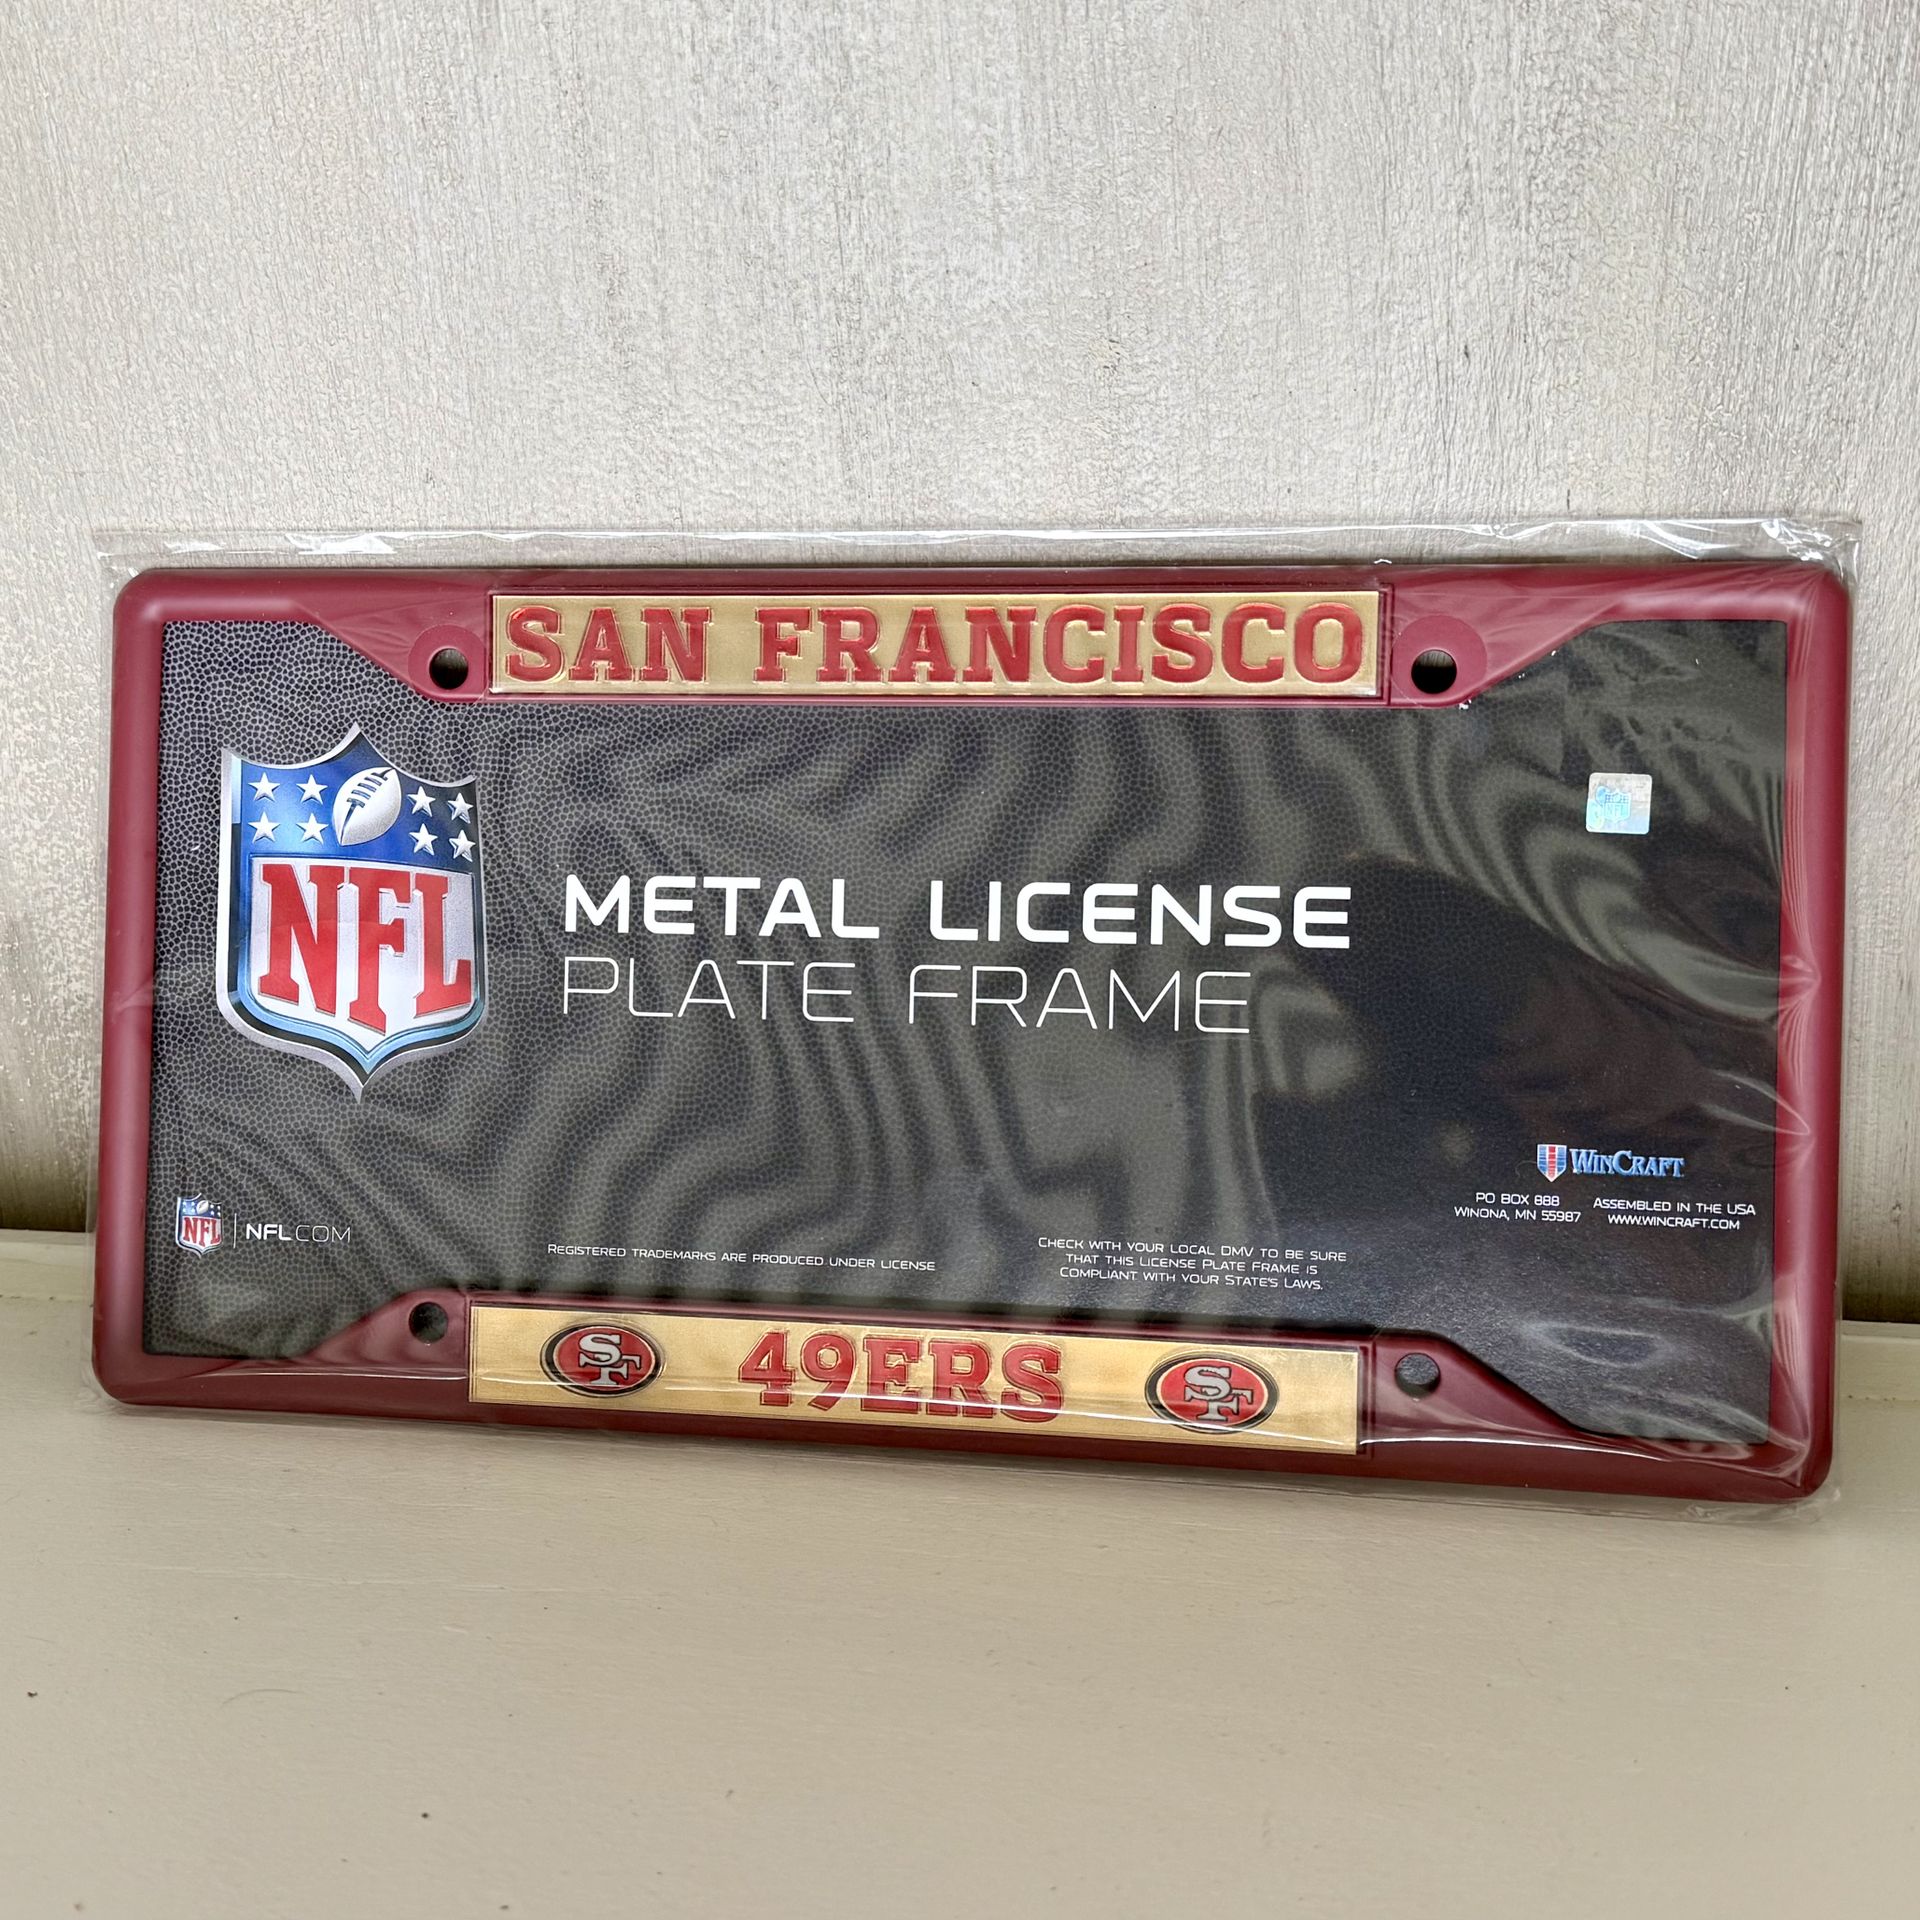 SAN FRANCISCO
NFL
METAL LICENSE
PLATE FRAME
NFL
WINCRAFT
PO BOX 888
WINONA, MN 55987
ASSEMBLED IN THE USA
WWW.WINCRAFT.COM
NFL
NFL.COM
REGISTERED TRADEMARKS ARE PRODUCED UNDER LICENSE
CHECK WITH YOUR LOCAL DMV TO BE SURE
THAT THIS LICENSE PLATE FRAME IS
COMPLIANT WITH YOUR STATE'S LAWS.
SF
49ERS
SF